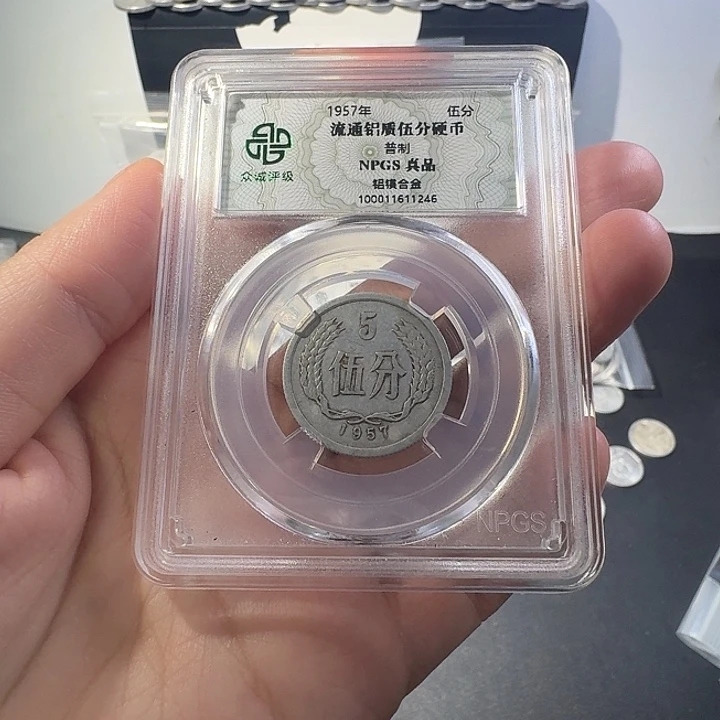 1957年 伍分
流通铝质伍分硬币
普制
NPGS 真品
铝镁合金
100011611246
众诚评级
5
伍分
1957
NPGS